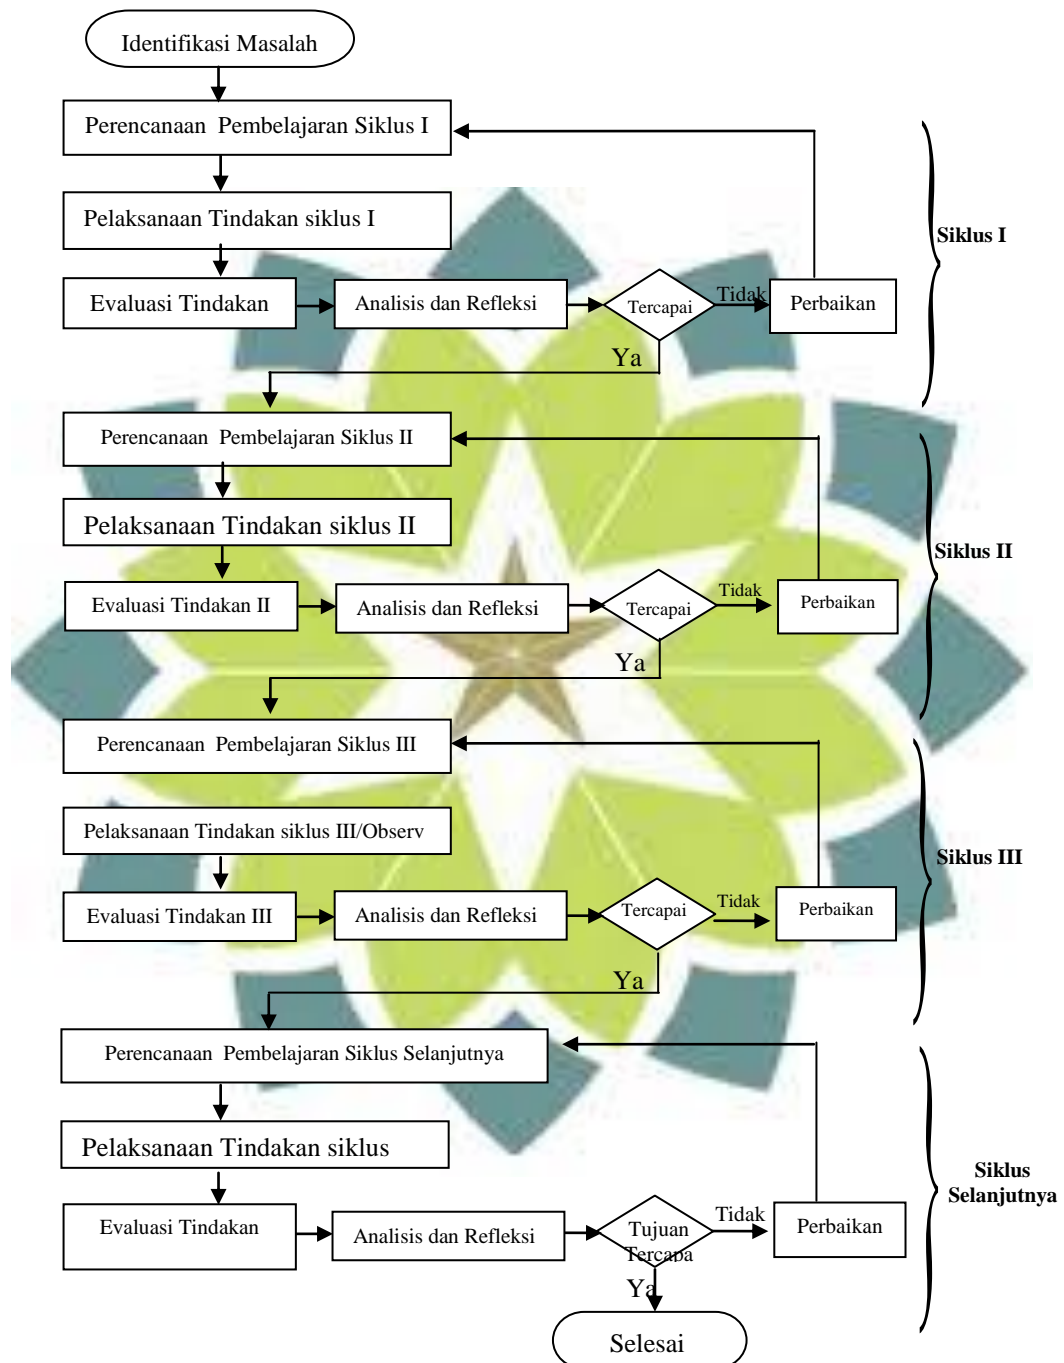 Identifikasi Masalah
Perencanaan Pembelajaran Siklus I
Pelaksanaan Tindakan siklus I
Siklus I
Evaluasi Tindakan
Analisis dan Refleksi
Tercapai
Tidak
Perbaikan
Ya
Perencanaan Pembelajaran Siklus II
Pelaksanaan Tindakan siklus II
Siklus II
Evaluasi Tindakan II
Analisis dan Refleksi
Tercapai
Tidak
Perbaikan
Ya
Perencanaan Pembelajaran Siklus III
Pelaksanaan Tindakan siklus III/Observ
Siklus III
Evaluasi Tindakan III
Analisis dan Refleksi
Tercapai
Tidak
Perbaikan
Ya
Perencanaan Pembelajaran Siklus Selanjutnya
Pelaksanaan Tindakan siklus
Siklus
Selanjutnya
Evaluasi Tindakan
Analisis dan Refleksi
Tujuan
Tercapa
Tidak
Perbaikan
Ya
Selesai